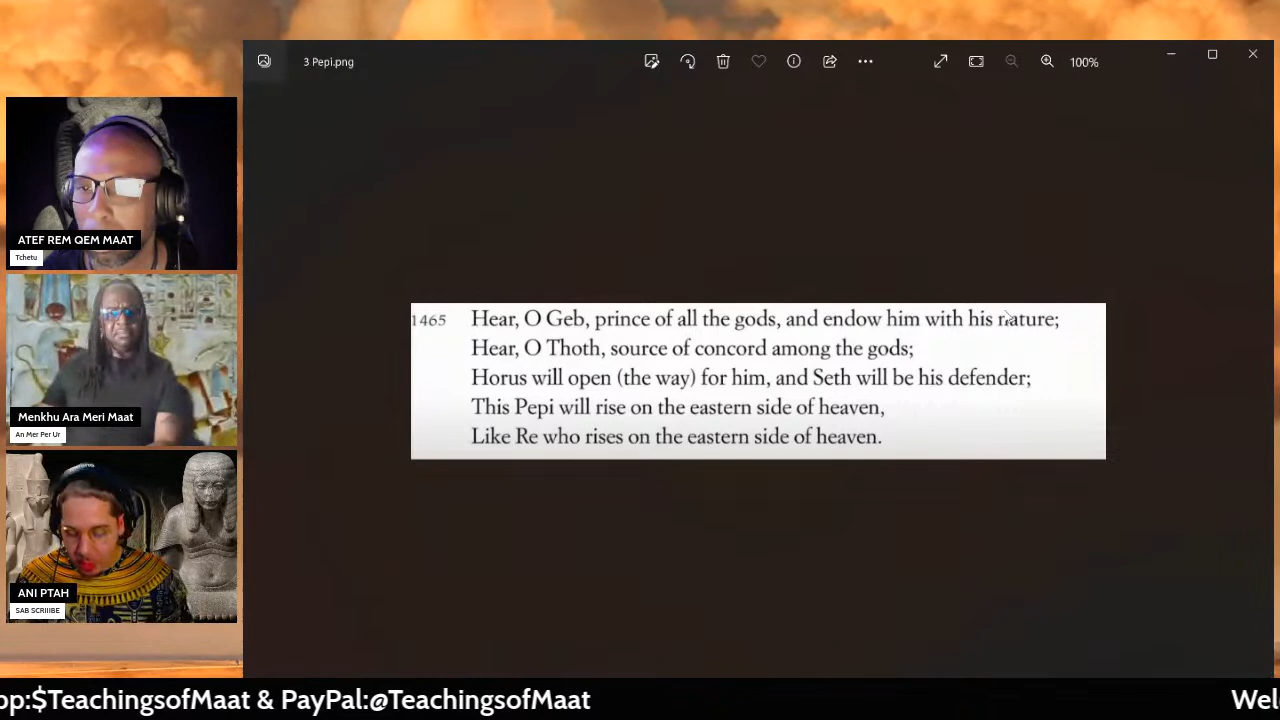 3 Pepi.png
100%
ATEF REM QEM MAAT
Tchetu
Menkhu Ara Meri Maat
An Mer Per Ur
ANI PTAH
SAB SCRIIIBE
1465 Hear, O Geb, prince of all the gods, and endow him with his nature;
Hear, O Thoth, source of concord among the gods;
Horus will open (the way) for him, and Seth will be his defender;
This Pepi will rise on the eastern side of heaven,
Like Re who rises on the eastern side of heaven.
pp:$TeachingsofMaat & PayPal:@TeachingsofMaat
Wel